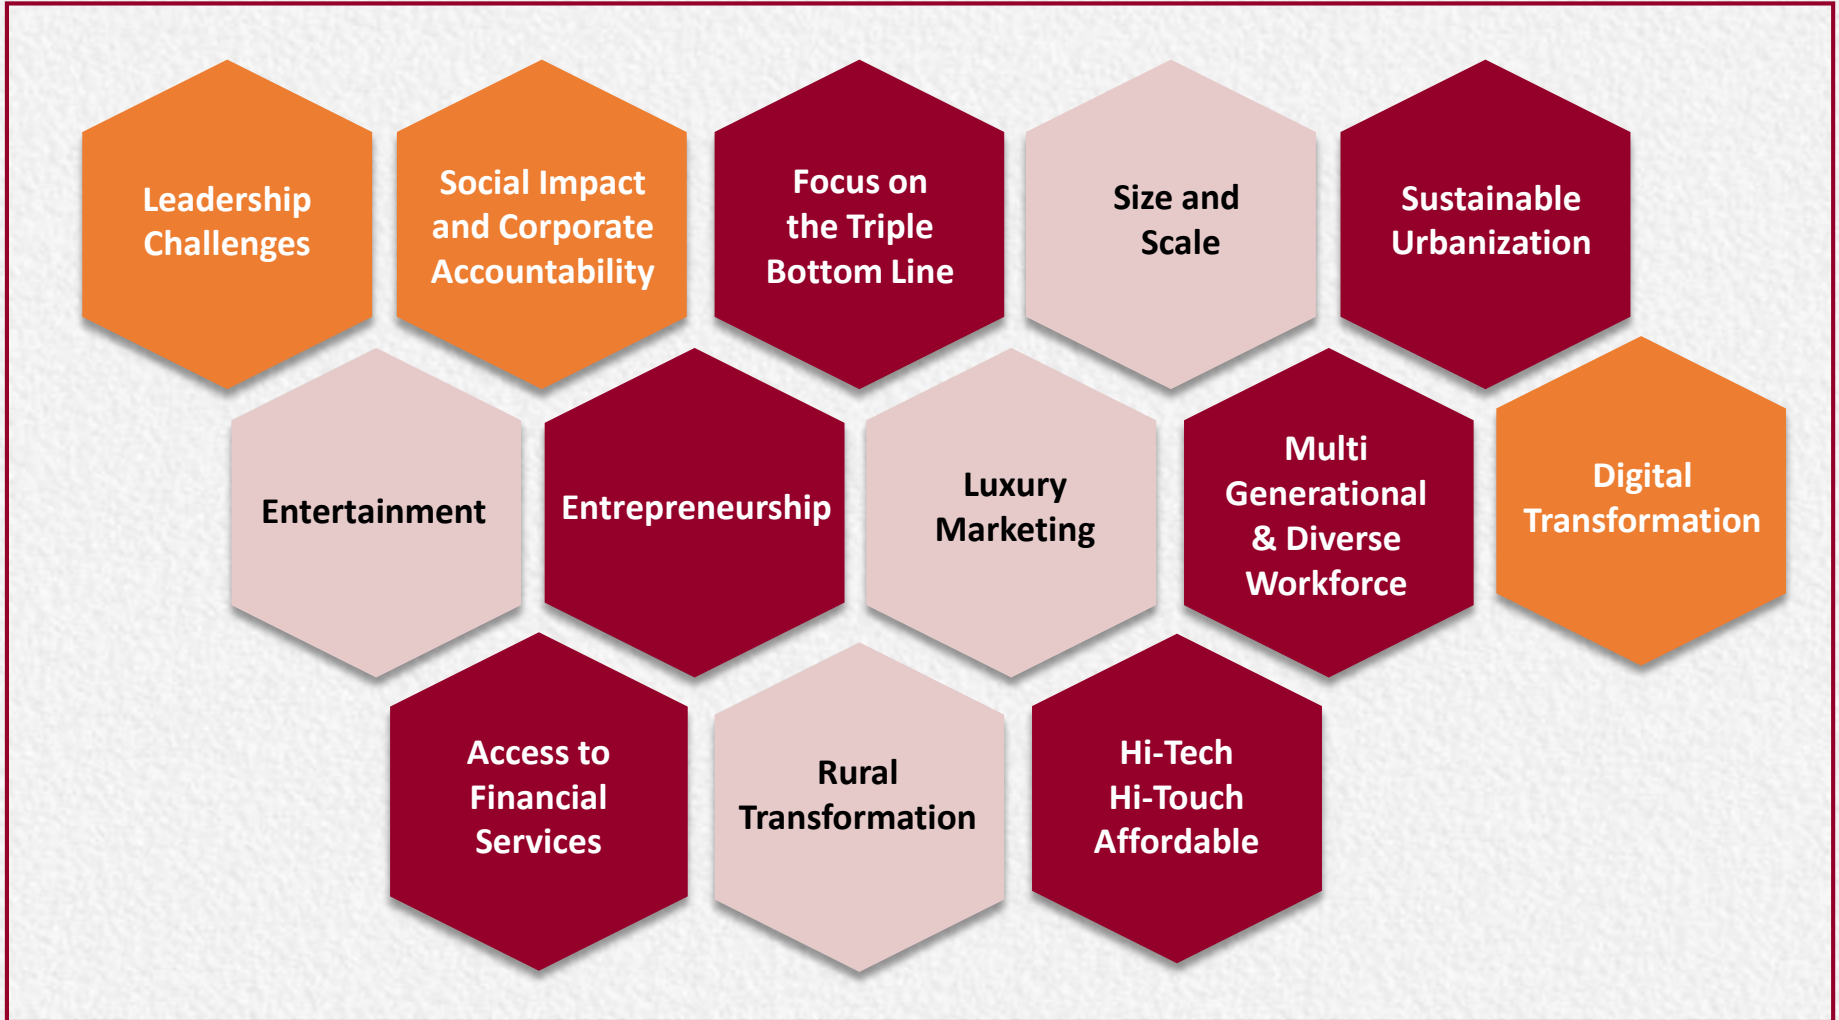 Leadership
Challenges
Social Impact
and Corporate
Accountability
Focus on
the Triple
Bottom Line
Size and
Scale
Sustainable
Urbanization
Entertainment
Entrepreneurship
Luxury
Marketing
Multi
Generational
& Diverse
Workforce
Digital
Transformation
Access to
Financial
Services
Rural
Transformation
Hi-Tech
Hi-Touch
Affordable